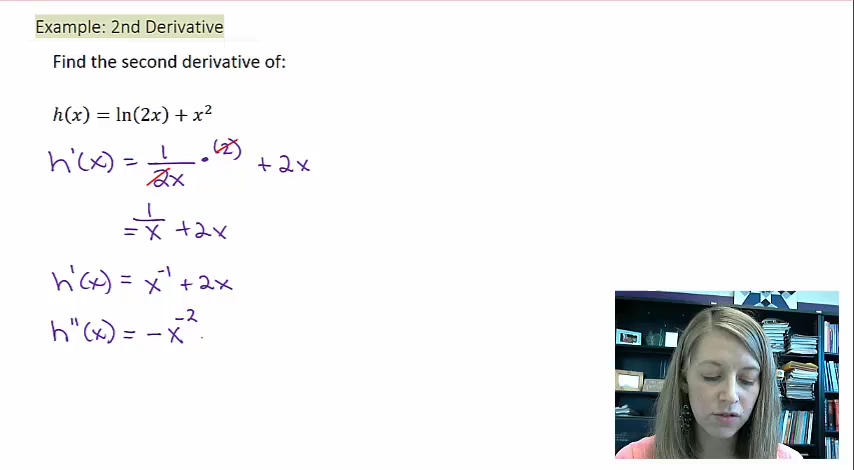 Example: 2nd Derivative
Find the second derivative of:
h(x) = ln(2x) + x²
h'(x) = 1/2x • (2) + 2x
= 1/x + 2x
h'(x) = x⁻¹ + 2x
h"(x) = -x⁻²